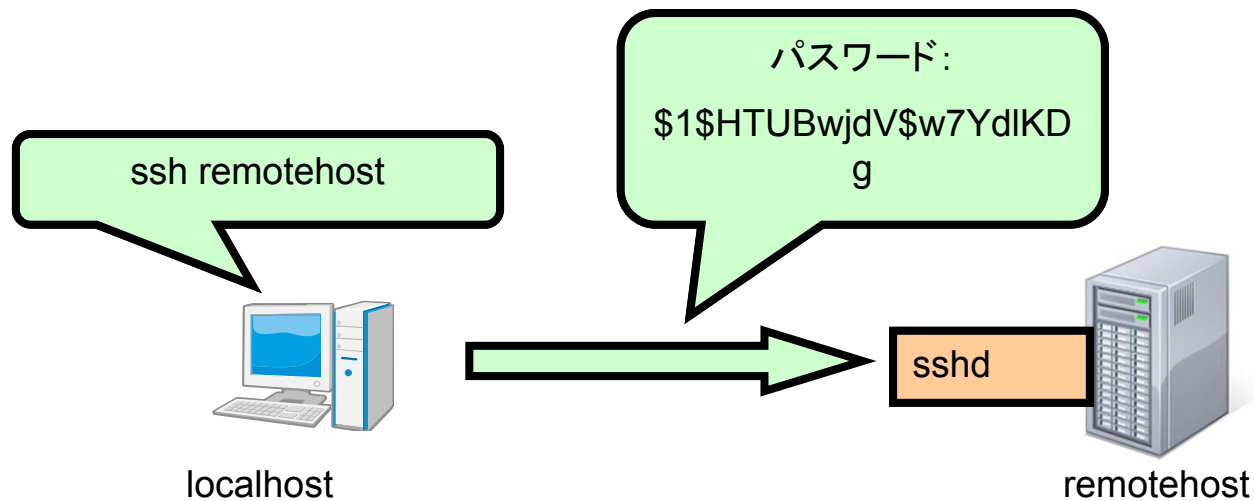 パスワード:
$1$HTUBwjdV$w7YdlKD
g
ssh remotehost
sshd
localhost
remotehost